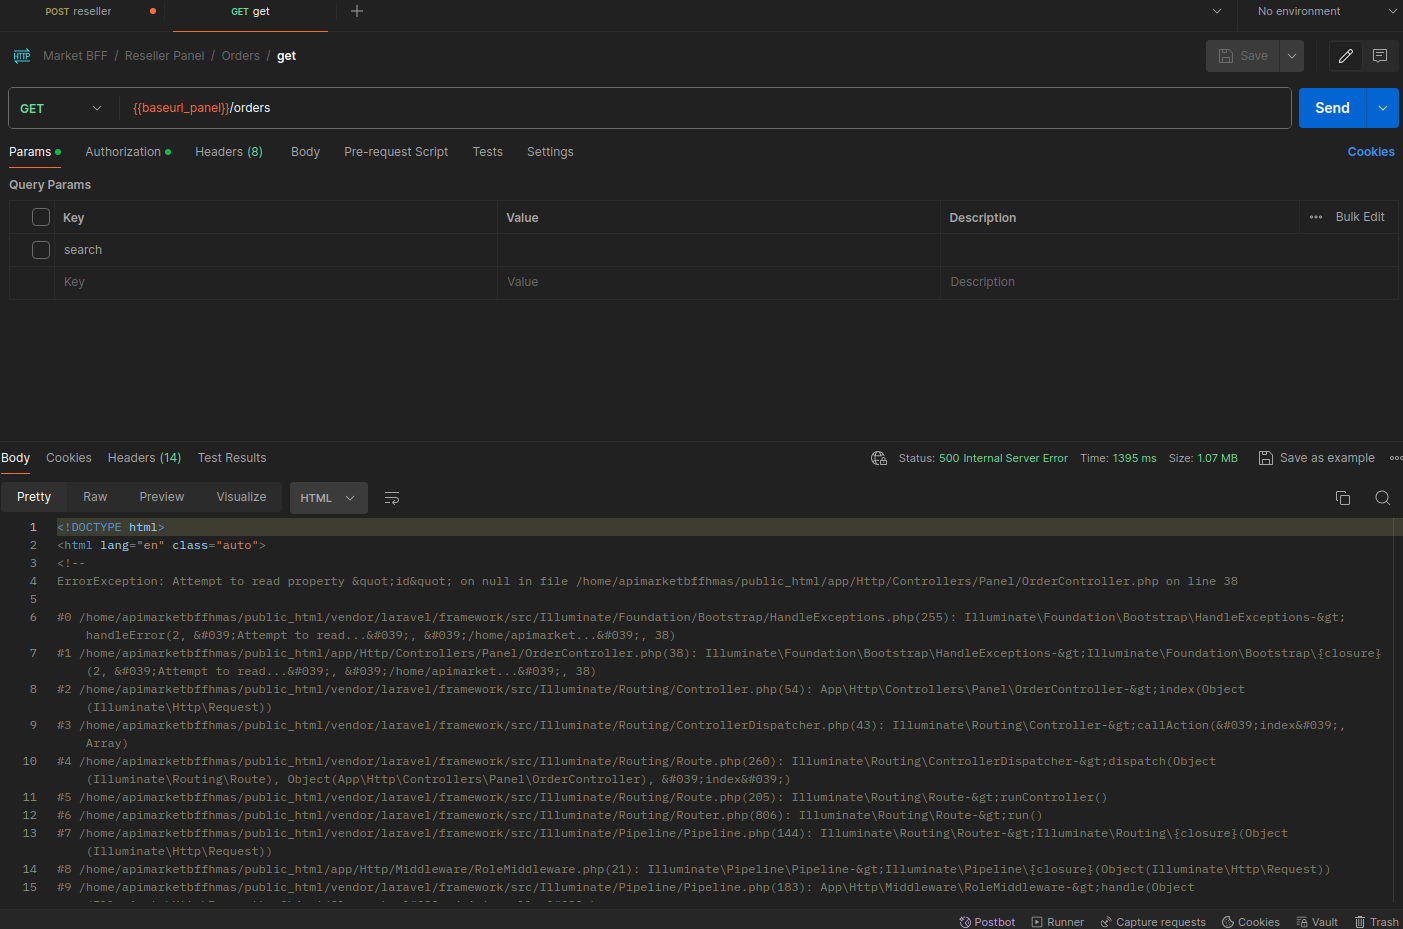 POST reseller
GET get
No environment
HTTP Market BFF / Reseller Panel / Orders / get
Save
GET {{baseurl_panel}}/orders
Send
Params Authorization Headers (8) Body Pre-request Script Tests Settings
Cookies
Query Params
Key Value Description Bulk Edit
search
Key Value Description
Body Cookies Headers (14) Test Results
Status: 500 Internal Server Error Time: 1395 ms Size: 1.07 MB Save as example
Pretty Raw Preview Visualize HTML
1 <!DOCTYPE html>
2 <html lang="en" class="auto">
3 <!--
4 ErrorException: Attempt to read property &quot;id&quot; on null in file /home/apimarketbffhmas/public_html/app/Http/Controllers/Panel/OrderController.php on line 38
5
6 #0 /home/apimarketbffhmas/public_html/vendor/laravel/framework/src/Illuminate/Foundation/Bootstrap/HandleExceptions.php(255): Illuminate\Foundation\Bootstrap\HandleExceptions-&gt;
handleError(2, &#039;Attempt to read...&#039;, &#039;/home/apimarket...&#039;, 38)
7 #1 /home/apimarketbffhmas/public_html/app/Http/Controllers/Panel/OrderController.php(38): Illuminate\Foundation\Bootstrap\HandleExceptions-&gt;Illuminate\Foundation\Bootstrap\{closure}
(2, &#039;Attempt to read...&#039;, &#039;/home/apimarket...&#039;, 38)
8 #2 /home/apimarketbffhmas/public_html/vendor/laravel/framework/src/Illuminate/Routing/Controller.php(54): App\Http\Controllers\Panel\OrderController-&gt;index(Object
(Illuminate\Http\Request))
9 #3 /home/apimarketbffhmas/public_html/vendor/laravel/framework/src/Illuminate/Routing/ControllerDispatcher.php(43): Illuminate\Routing\Controller-&gt;callAction(&#039;index&#039;,
Array)
10 #4 /home/apimarketbffhmas/public_html/vendor/laravel/framework/src/Illuminate/Routing/Route.php(260): Illuminate\Routing\ControllerDispatcher-&gt;dispatch(Object
(Illuminate\Routing\Route), Object(App\Http\Controllers\Panel\OrderController), &#039;index&#039;)
11 #5 /home/apimarketbffhmas/public_html/vendor/laravel/framework/src/Illuminate/Routing/Route.php(205): Illuminate\Routing\Route-&gt;runController()
12 #6 /home/apimarketbffhmas/public_html/vendor/laravel/framework/src/Illuminate/Routing/Router.php(806): Illuminate\Routing\Route-&gt;run()
13 #7 /home/apimarketbffhmas/public_html/vendor/laravel/framework/src/Illuminate/Pipeline/Pipeline.php(144): Illuminate\Routing\Router-&gt;Illuminate\Routing\{closure}(Object
(Illuminate\Http\Request))
14 #8 /home/apimarketbffhmas/public_html/app/Http/Middleware/RoleMiddleware.php(21): Illuminate\Pipeline\Pipeline-&gt;Illuminate\Pipeline\{closure}(Object(Illuminate\Http\Request))
15 #9 /home/apimarketbffhmas/public_html/vendor/laravel/framework/src/Illuminate/Pipeline/Pipeline.php(183): App\Http\Middleware\RoleMiddleware-&gt;handle(Object
Postbot Runner Capture requests Cookies Vault Trash